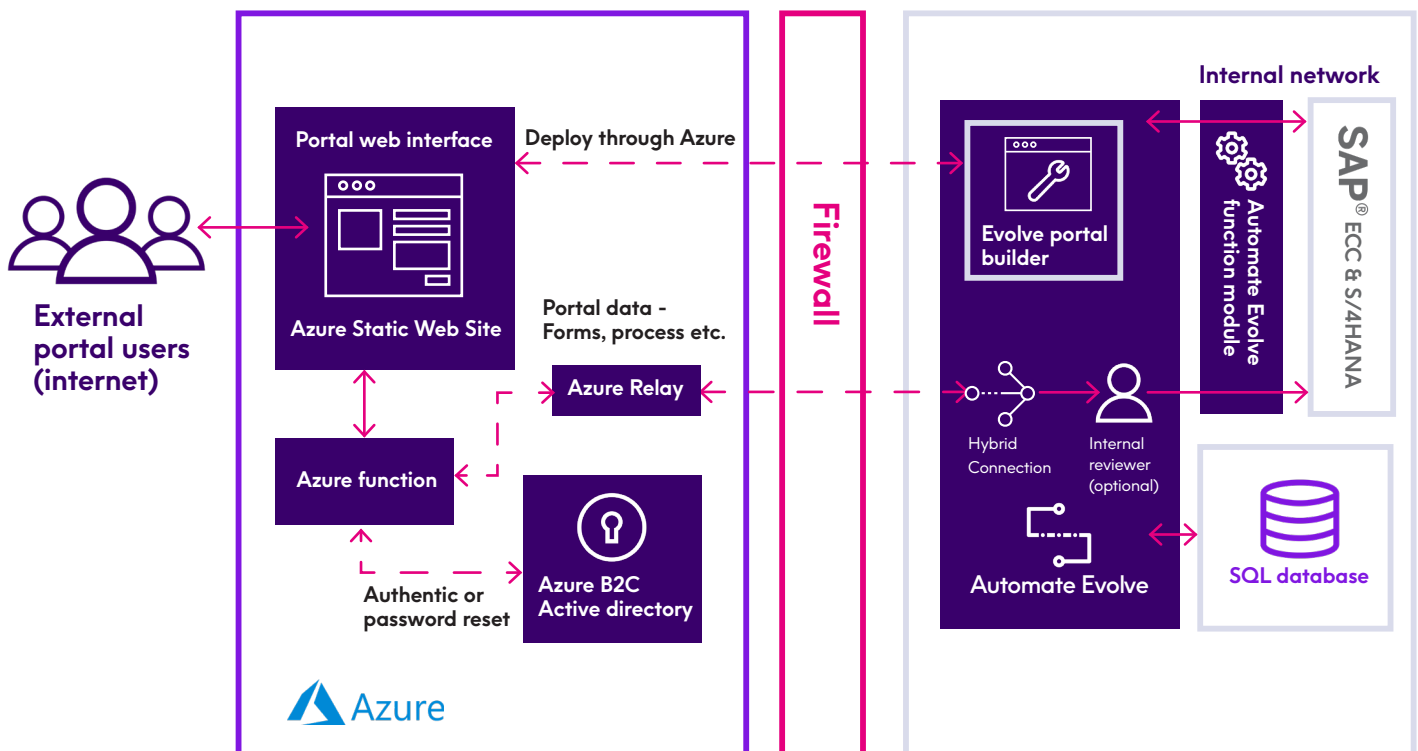 External
portal users
(internet)
Portal web interface
Azure Static Web Site
Deploy through Azure
Portal data -
Forms, process etc.
Azure Relay
Azure function
Authentic or
password reset
Azure B2C
Active directory
Azure
Firewall
Internal network
Evolve portal
builder
Automate Evolve
function module
SAP® ECC & S/4HANA
Hybrid
Connection
Internal
reviewer
(optional)
Automate Evolve
SQL database